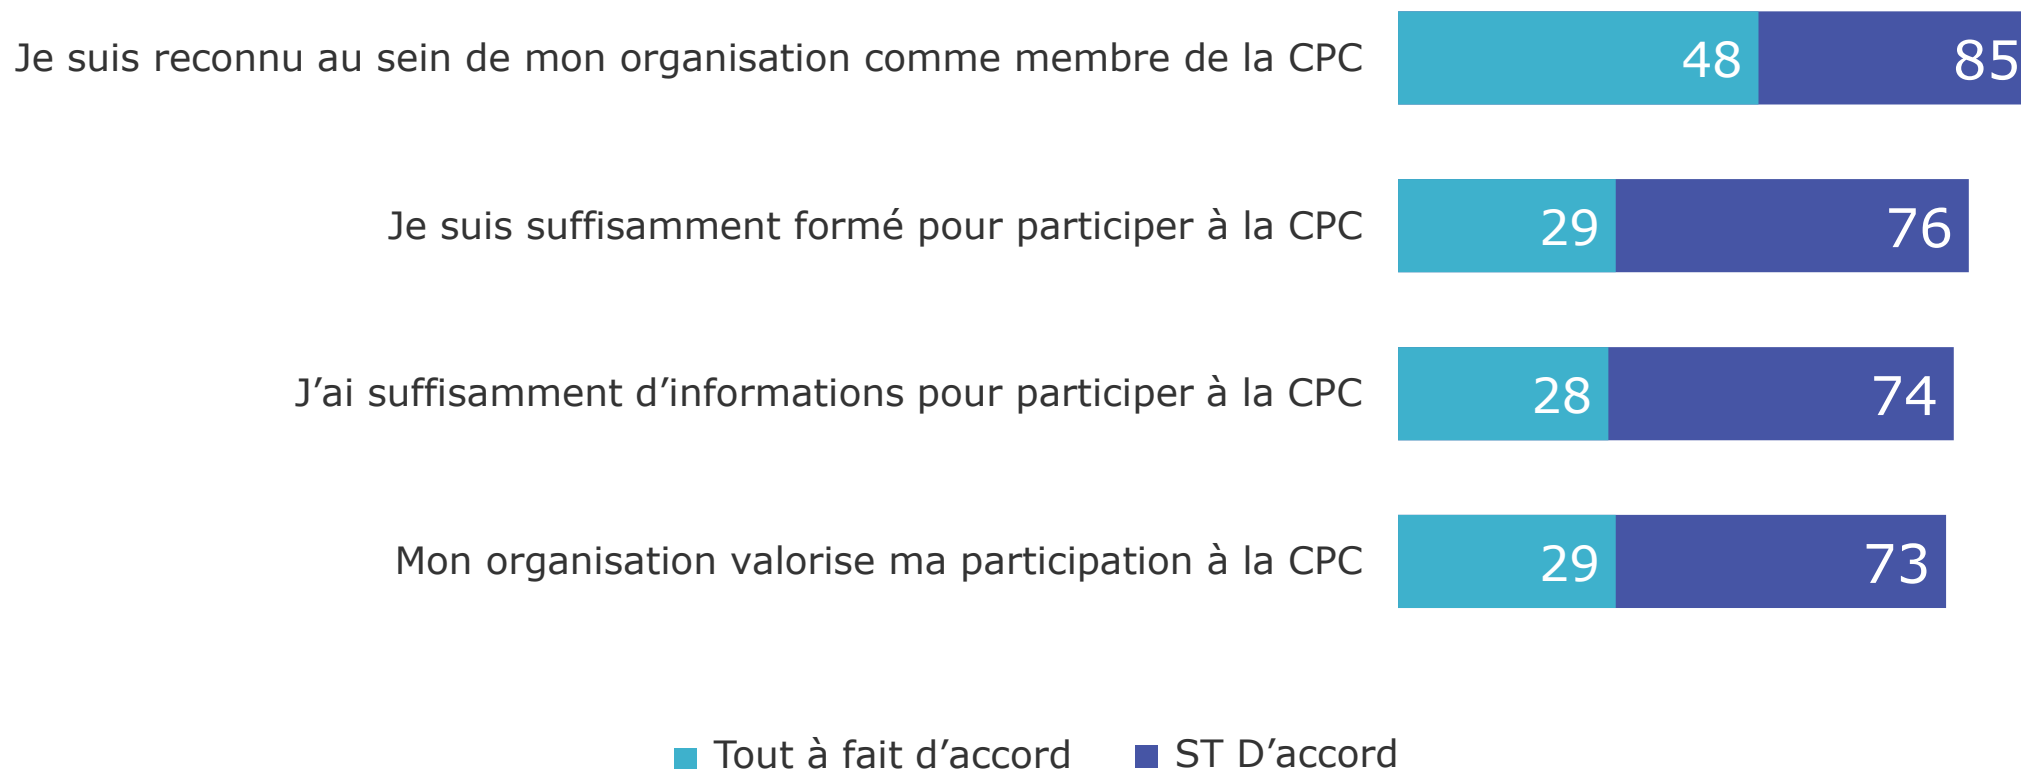 Je suis reconnu au sein de mon organisation comme membre de la CPC 48 85
Je suis suffisamment formé pour participer à la CPC 29 76
J’ai suffisamment d’informations pour participer à la CPC 28 74
Mon organisation valorise ma participation à la CPC 29 73
Tout à fait d’accord ST D’accord